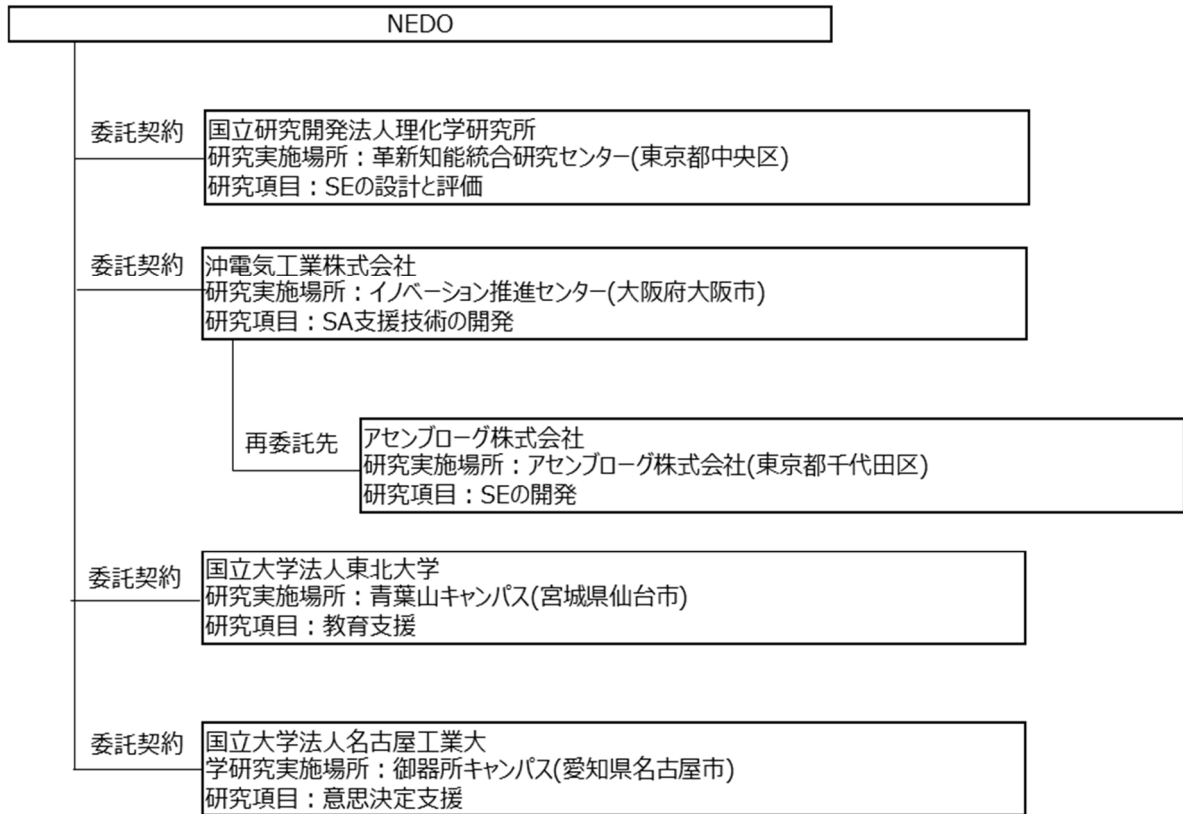 NEDO
委託契約
国立研究開発法人理化学研究所
研究実施場所：革新知能統合研究センター(東京都中央区)
研究項目：SEの設計と評価
委託契約
沖電気工業株式会社
研究実施場所：イノベーション推進センター(大阪府大阪市)
研究項目：SA支援技術の開発
再委託先
アセンブローグ株式会社
研究実施場所：アセンブローグ株式会社(東京都千代田区)
研究項目：SEの開発
委託契約
国立大学法人東北大学
研究実施場所：青葉山キャンパス(宮城県仙台市)
研究項目：教育支援
委託契約
国立大学法人名古屋工業大
学研究実施場所：御器所キャンパス(愛知県名古屋市)
研究項目：意思決定支援